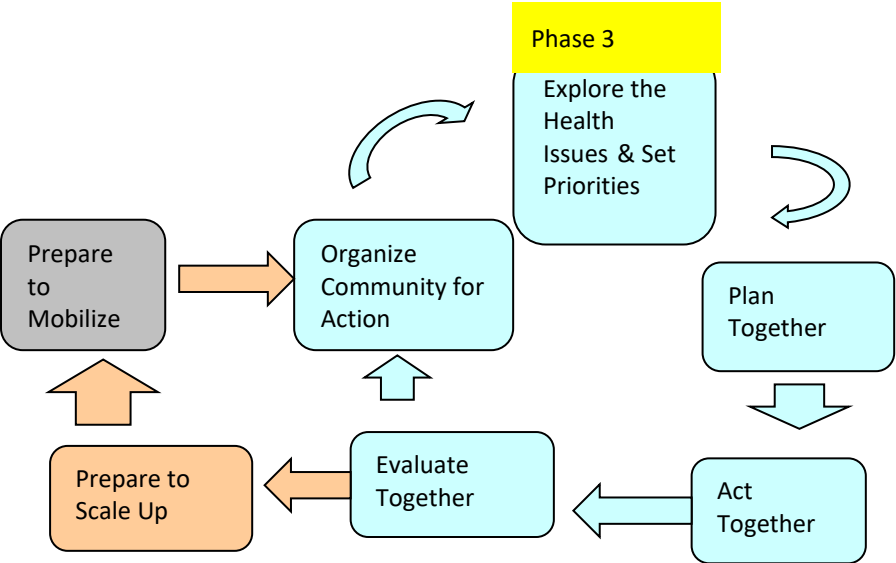 Phase 3
Explore the
Health
Issues & Set
Priorities
Prepare
to
Mobilize
Organize
Community for
Action
Plan
Together
Prepare to
Scale Up
Evaluate
Together
Act
Together